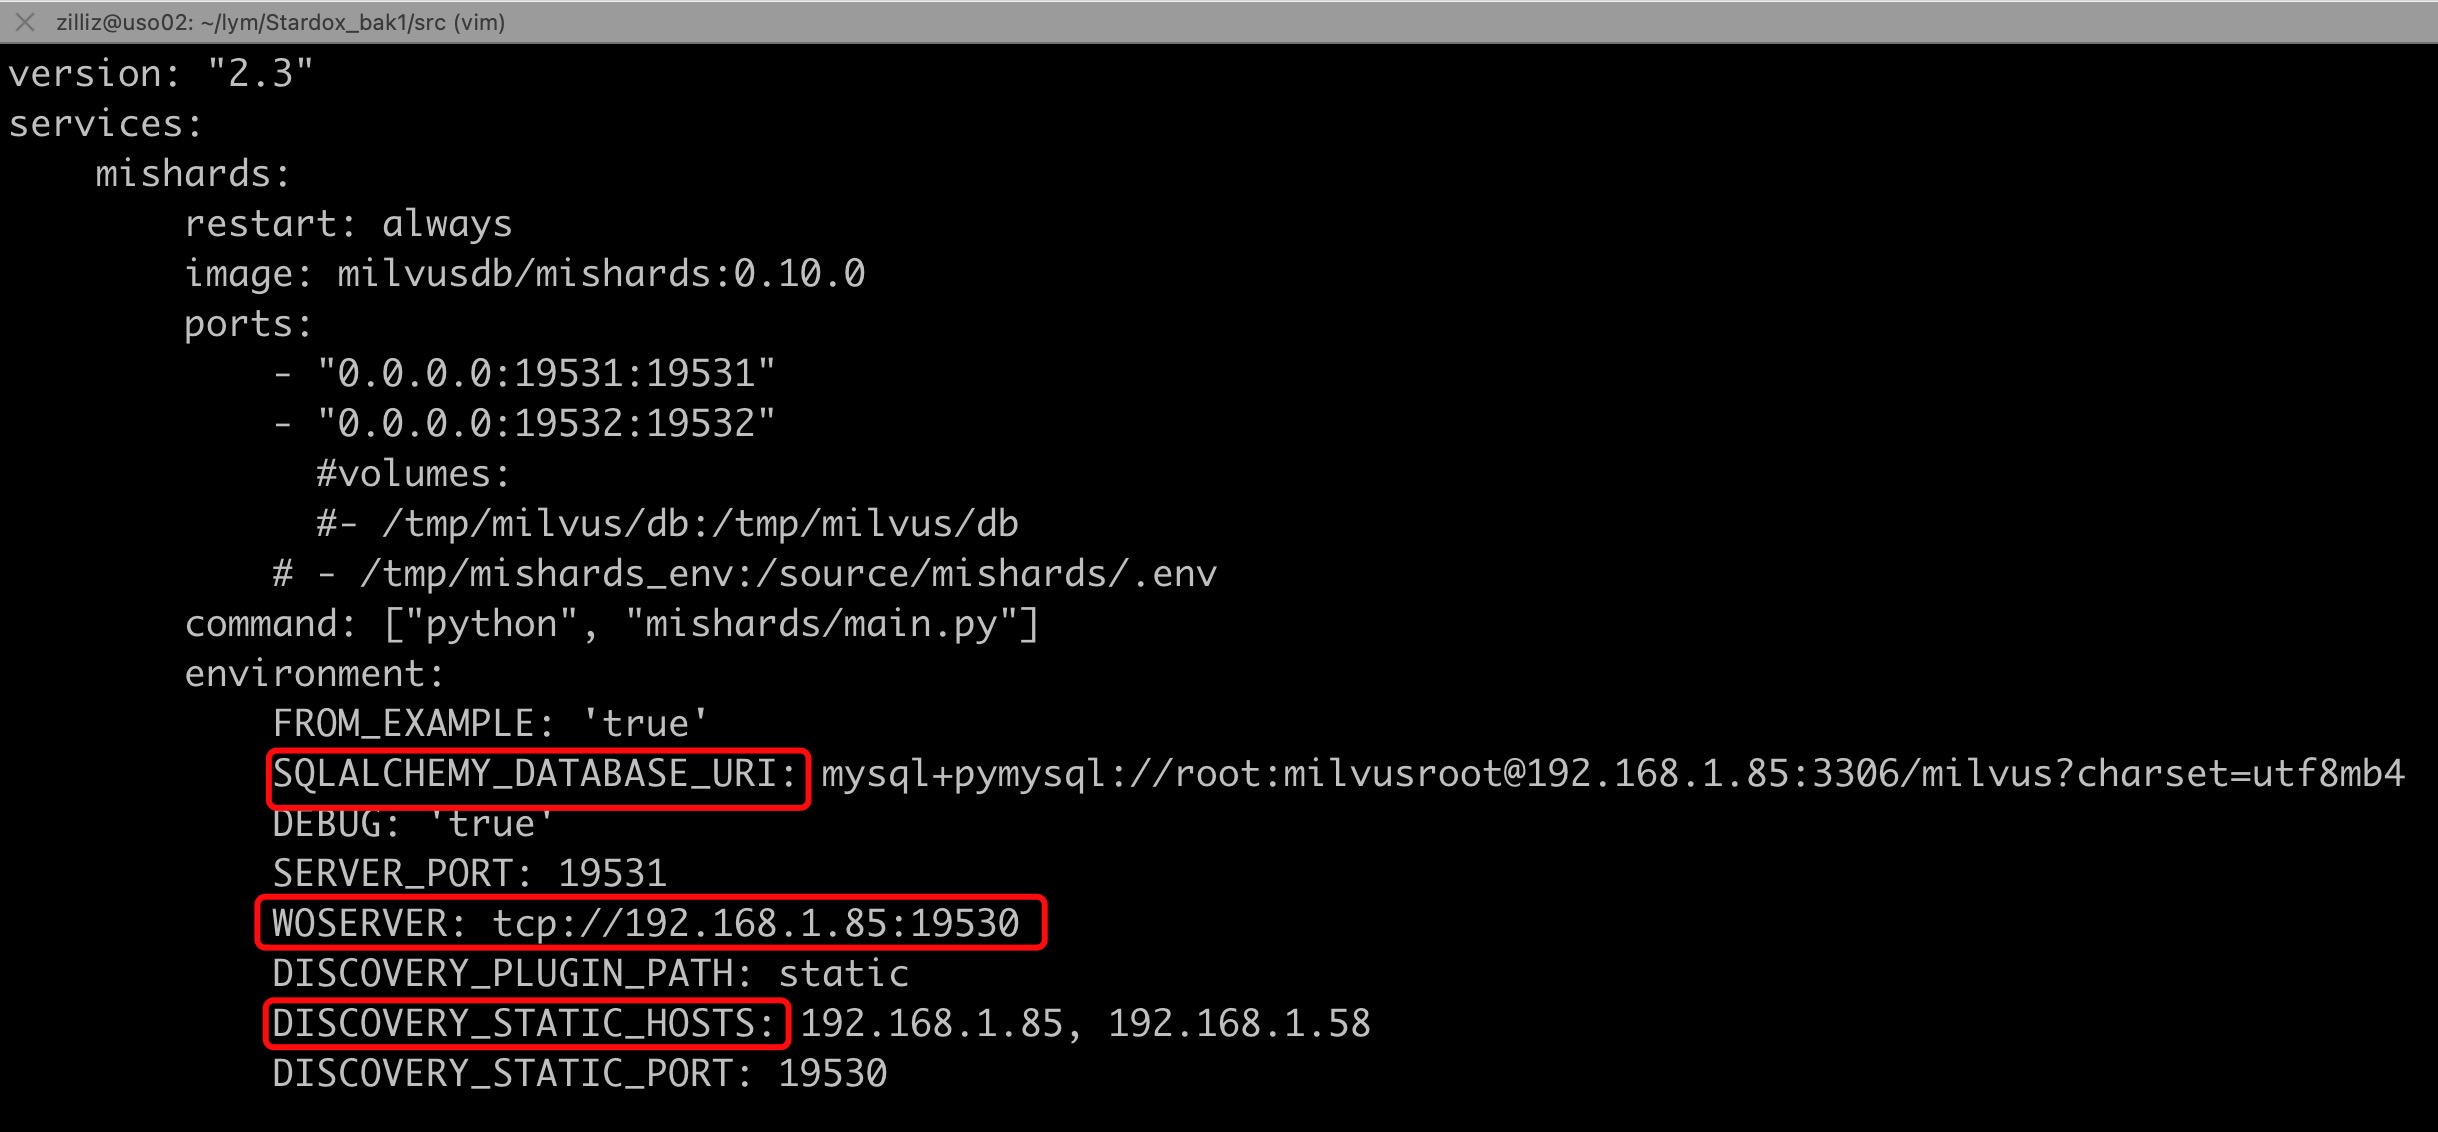 zilliz@uso02: ~/lym/Stardox_bak1/src (vim)
version: "2.3"
services:
    mishards:
        restart: always
        image: milvusdb/mishards:0.10.0
        ports:
            - "0.0.0.0:19531:19531"
            - "0.0.0.0:19532:19532"
              #volumes:
              #- /tmp/milvus/db:/tmp/milvus/db
            # - /tmp/mishards_env:/source/mishards/.env
        command: ["python", "mishards/main.py"]
        environment:
            FROM_EXAMPLE: 'true'
            SQLALCHEMY_DATABASE_URI: mysql+pymysql://root:milvusroot@192.168.1.85:3306/milvus?charset=utf8mb4
            DEBUG: 'true'
            SERVER_PORT: 19531
            WOSERVER: tcp://192.168.1.85:19530
            DISCOVERY_PLUGIN_PATH: static
            DISCOVERY_STATIC_HOSTS: 192.168.1.85, 192.168.1.58
            DISCOVERY_STATIC_PORT: 19530